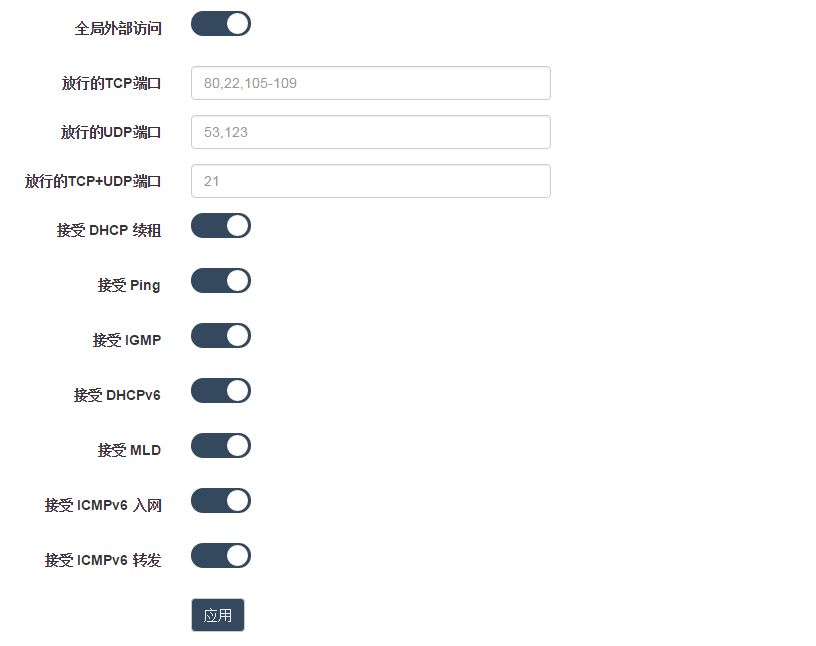 全局外部访问
放行的TCP端口 80,22,105-109
放行的UDP端口 53,123
放行的TCP+UDP端口 21
接受 DHCP 续租
接受 Ping
接受 IGMP
接受 DHCPv6
接受 MLD
接受 ICMPv6 入网
接受 ICMPv6 转发
应用